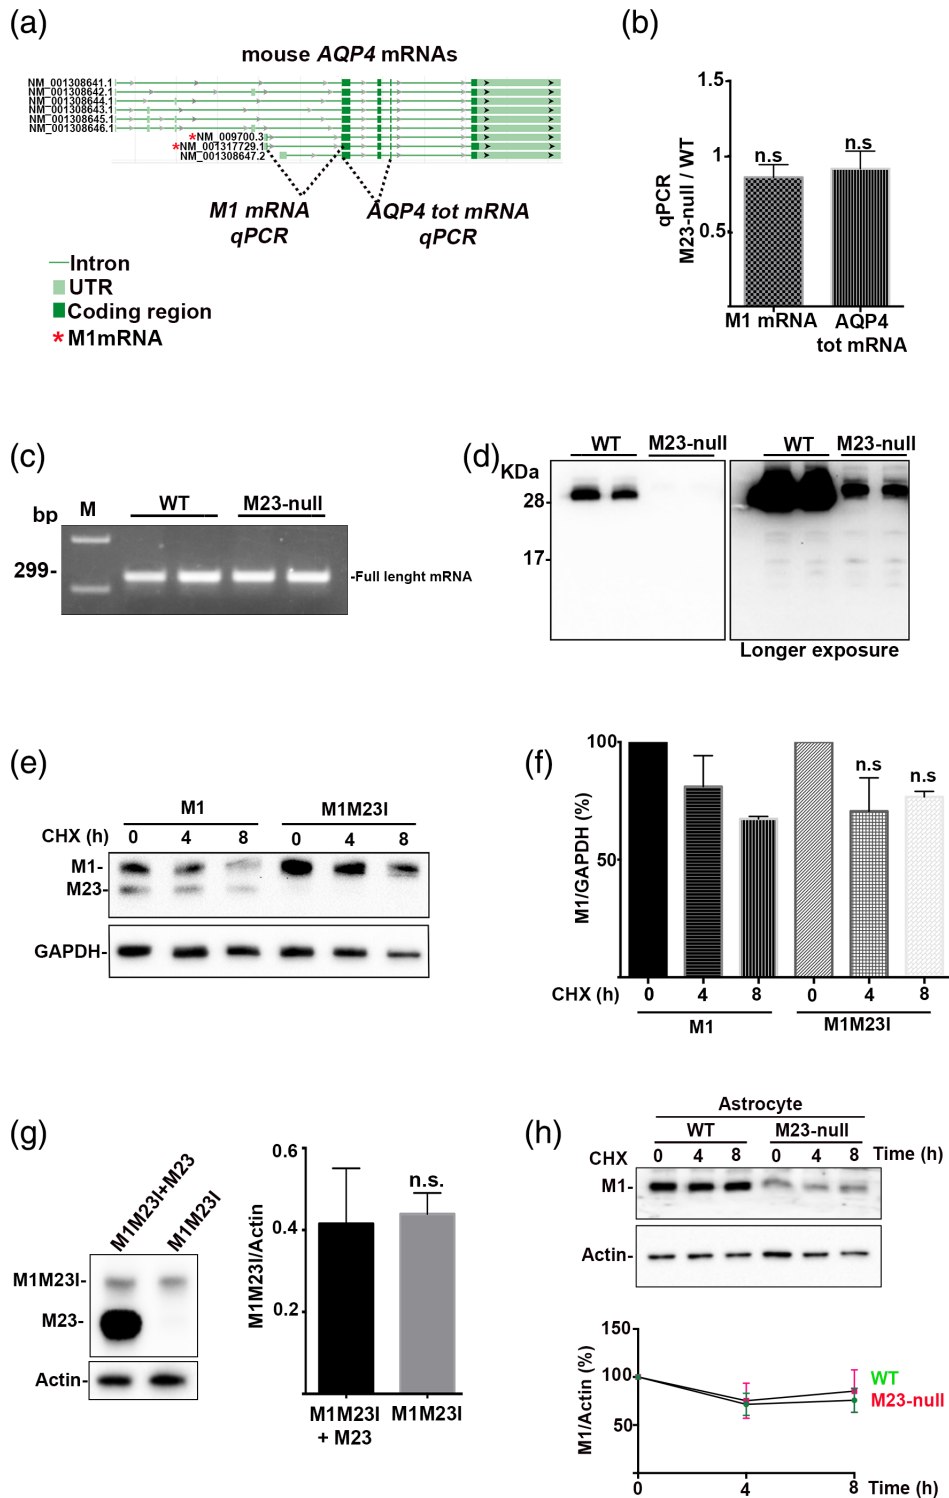 (a)
mouse AQP4 mRNAs
NM_001308641.1
NM_001308642.1
NM_001308644.1
NM_001308643.1
NM_001308645.1
NM_001308646.1
*NM_009700.3
*NM_001317729.1
NM_001308647.2
M1 mRNA
qPCR
AQP4 tot mRNA
qPCR
Intron
UTR
Coding region
*M1mRNA
(b)
qPCR
M23-null / WT
1.5
1
0.5
n.s
n.s
M1 mRNA
AQP4
tot mRNA
(c)
bp
M
WT
M23-null
299-
-Full lenght mRNA
(d)
KDa
WT
M23-null
WT
M23-null
28-
17-
Longer exposure
(e)
M1
M1M23I
CHX (h)
0 4 8 0 4 8
M1-
M23-
GAPDH-
(f)
M1/GAPDH (%)
100
50
n.s
n.s
CHX (h)
0 4 8 0 4 8
M1
M1M23I
(g)
M1M23I+M23
M1M23I
M1M23I-
M23-
Actin-
M1M23I/Actin
0.6
0.4
0.2
n.s.
M1M23I
+ M23
M1M23I
(h)
Astrocyte
WT
M23-null
CHX
0 4 8 0 4 8
Time (h)
M1-
Actin-
M1/Actin (%)
150
100
50
WT
M23-null
0 4 8
Time (h)